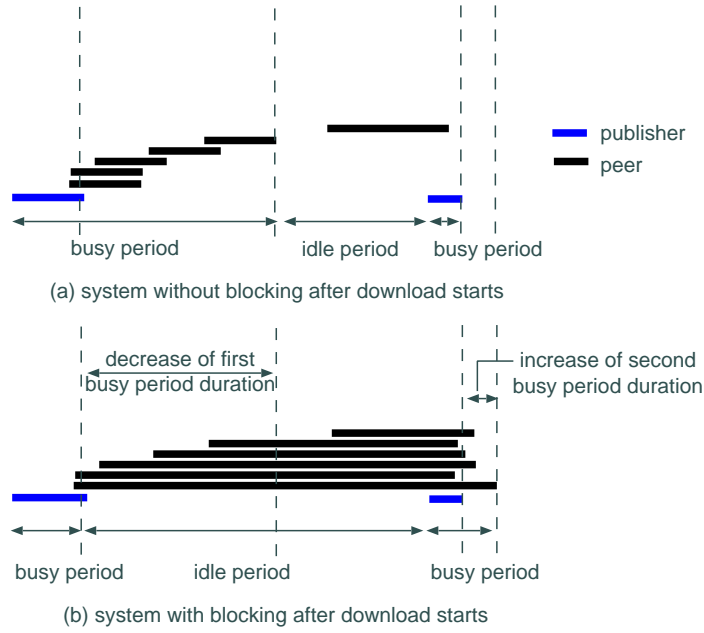 publisher
peer
busy period
idle period
busy period
(a) system without blocking after download starts
decrease of first
busy period duration
increase of second
busy period duration
busy period
idle period
busy period
(b) system with blocking after download starts